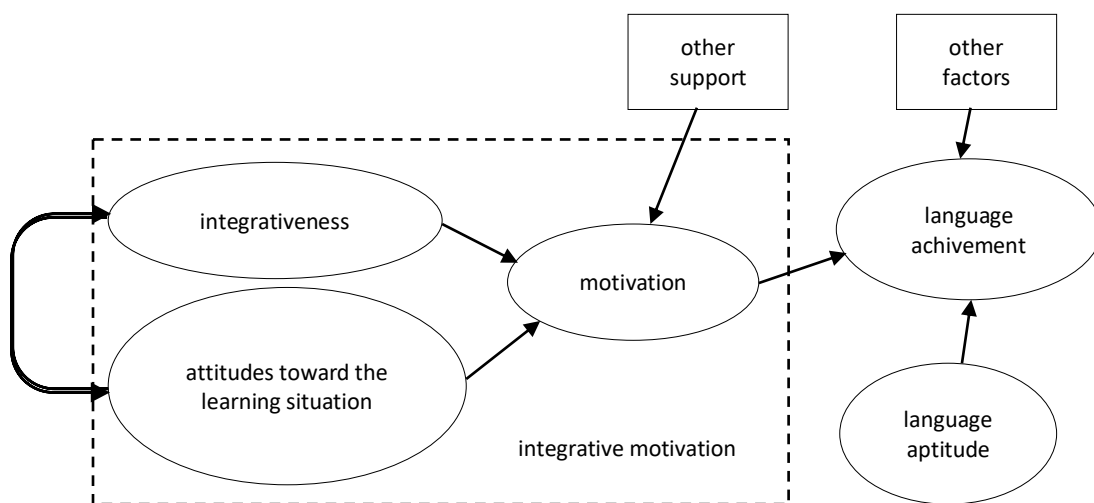 other
support
other
factors
integrativeness
language
achivement
motivation
attitudes toward the
learning situation
language
aptitude
integrative motivation